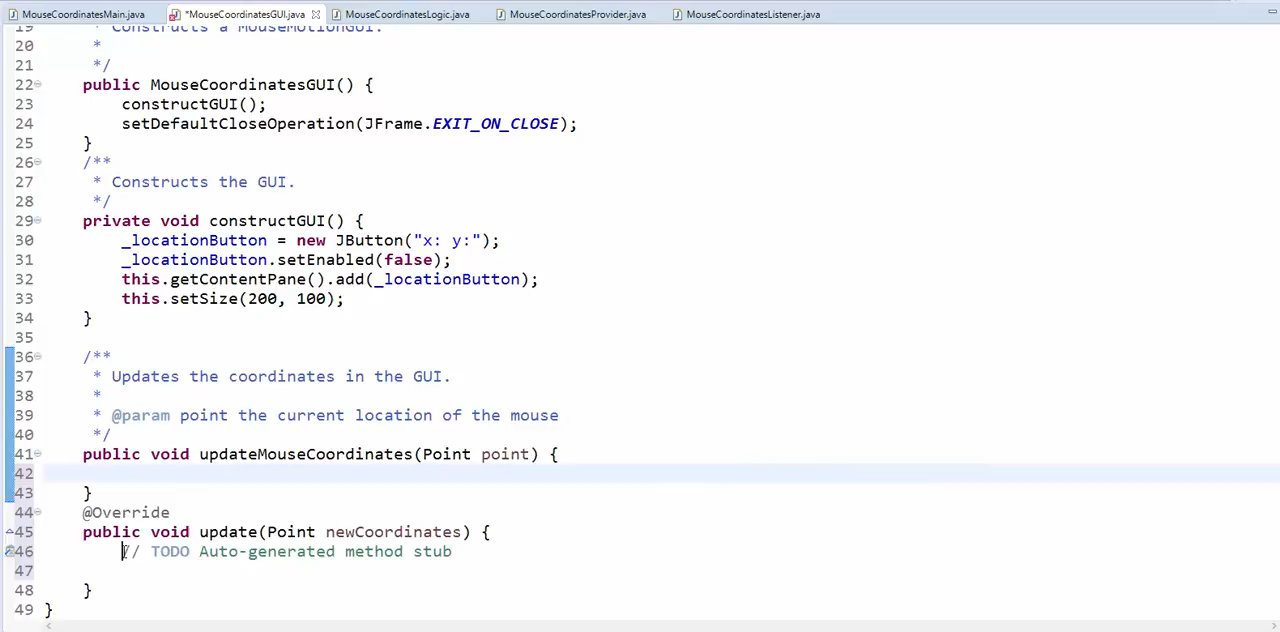 MouseCoordinatesMain.java *MouseCoordinatesGUI.java MouseCoordinatesLogic.java MouseCoordinatesProvider.java MouseCoordinatesListener.java
19 * Constructs a MouseMotionGUI.
20 *
21 */
22 public MouseCoordinatesGUI() {
23 constructGUI();
24 setDefaultCloseOperation(JFrame.EXIT_ON_CLOSE);
25 }
26 /**
27 * Constructs the GUI.
28 */
29 private void constructGUI() {
30 _locationButton = new JButton("x: y:");
31 _locationButton.setEnabled(false);
32 this.getContentPane().add(_locationButton);
33 this.setSize(200, 100);
34 }
35
36 /**
37 * Updates the coordinates in the GUI.
38 *
39 * @param point the current location of the mouse
40 */
41 public void updateMouseCoordinates(Point point) {
42
43 }
44 @Override
45 public void update(Point newCoordinates) {
46 // TODO Auto-generated method stub
47
48 }
49 }